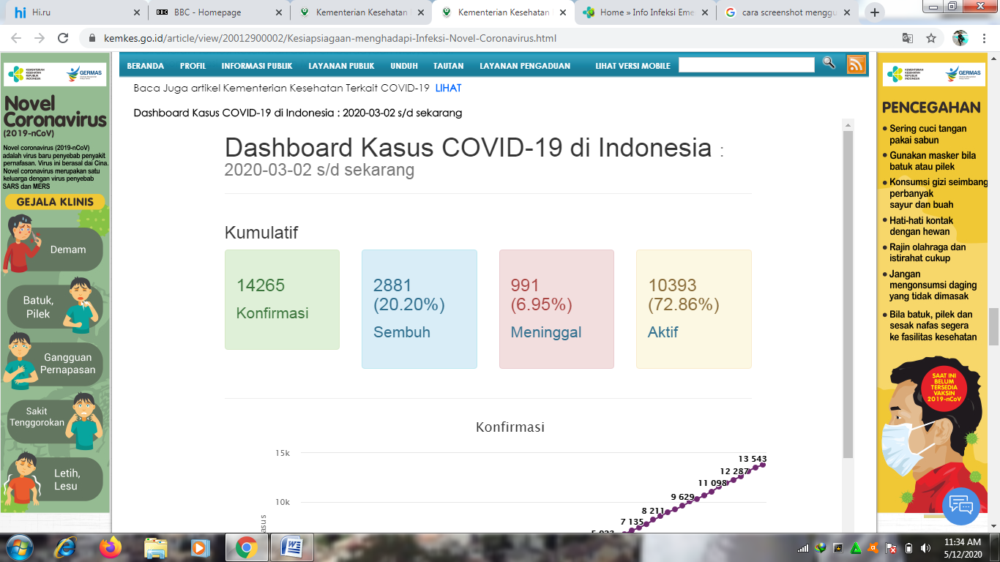 Hi.ru
BBC - Homepage
Kementerian Kesehatan
Kementerian Kesehatan
Home » Info Infeksi Eme
cara screenshot menggu
kemkes.go.id/article/view/20012900002/Kesiapsiagaan-menghadapi-Infeksi-Novel-Coronavirus.html
KEMENTERIAN
KESEHATAN
REPUBLIK
INDONESIA
GERMAS
Novel
Coronavirus
(2019-nCoV)
Novel coronavirus (2019-nCoV)
adalah virus baru penyebab penyakit
pernafasan. Virus ini berasal dai Cina.
Novel coronavirus merupakan satu
keluarga dengan virus penyebab
SARS dan MERS
GEJALA KLINIS
Demam
Batuk,
Pilek
Gangguan
Pernapasan
Sakit
Tenggorokan
Letih,
Lesu
BERANDA PROFIL INFORMASI PUBLIK LAYANAN PUBLIK UNDUH TAUTAN LAYANAN PENGADUAN LIHAT VERSI MOBILE
Baca Juga artikel Kementerian Kesehatan Terkait COVID-19 LIHAT
Dashboard Kasus COVID-19 di Indonesia : 2020-03-02 s/d sekarang
Dashboard Kasus COVID-19 di Indonesia :
2020-03-02 s/d sekarang
Kumulatif
14265
Konfirmasi
2881
(20.20%)
Sembuh
991
(6.95%)
Meninggal
10393
(72.86%)
Aktif
Konfirmasi
15k
10k
13 543
12 287
11 098
9 629
8 211
7 135
KEMENTERIAN
KESEHATAN
REPUBLIK
INDONESIA
GERMAS
PENCEGAHAN
• Sering cuci tangan
pakai sabun
• Gunakan masker bila
batuk atau pilek
• Konsumsi gizi seimbang
perbanyak
sayur dan buah
• Hati-hati kontak
dengan hewan
• Rajin olahraga dan
istirahat cukup
• Jangan
mengonsumsi daging
yang tidak dimasak
• Bila batuk, pilek dan
sesak nafas segera
ke fasilitas kesehatan
SAAT INI
BELUM
TERSEDIA
VAKSIN
2019-nCoV
11:34 AM
5/12/2020